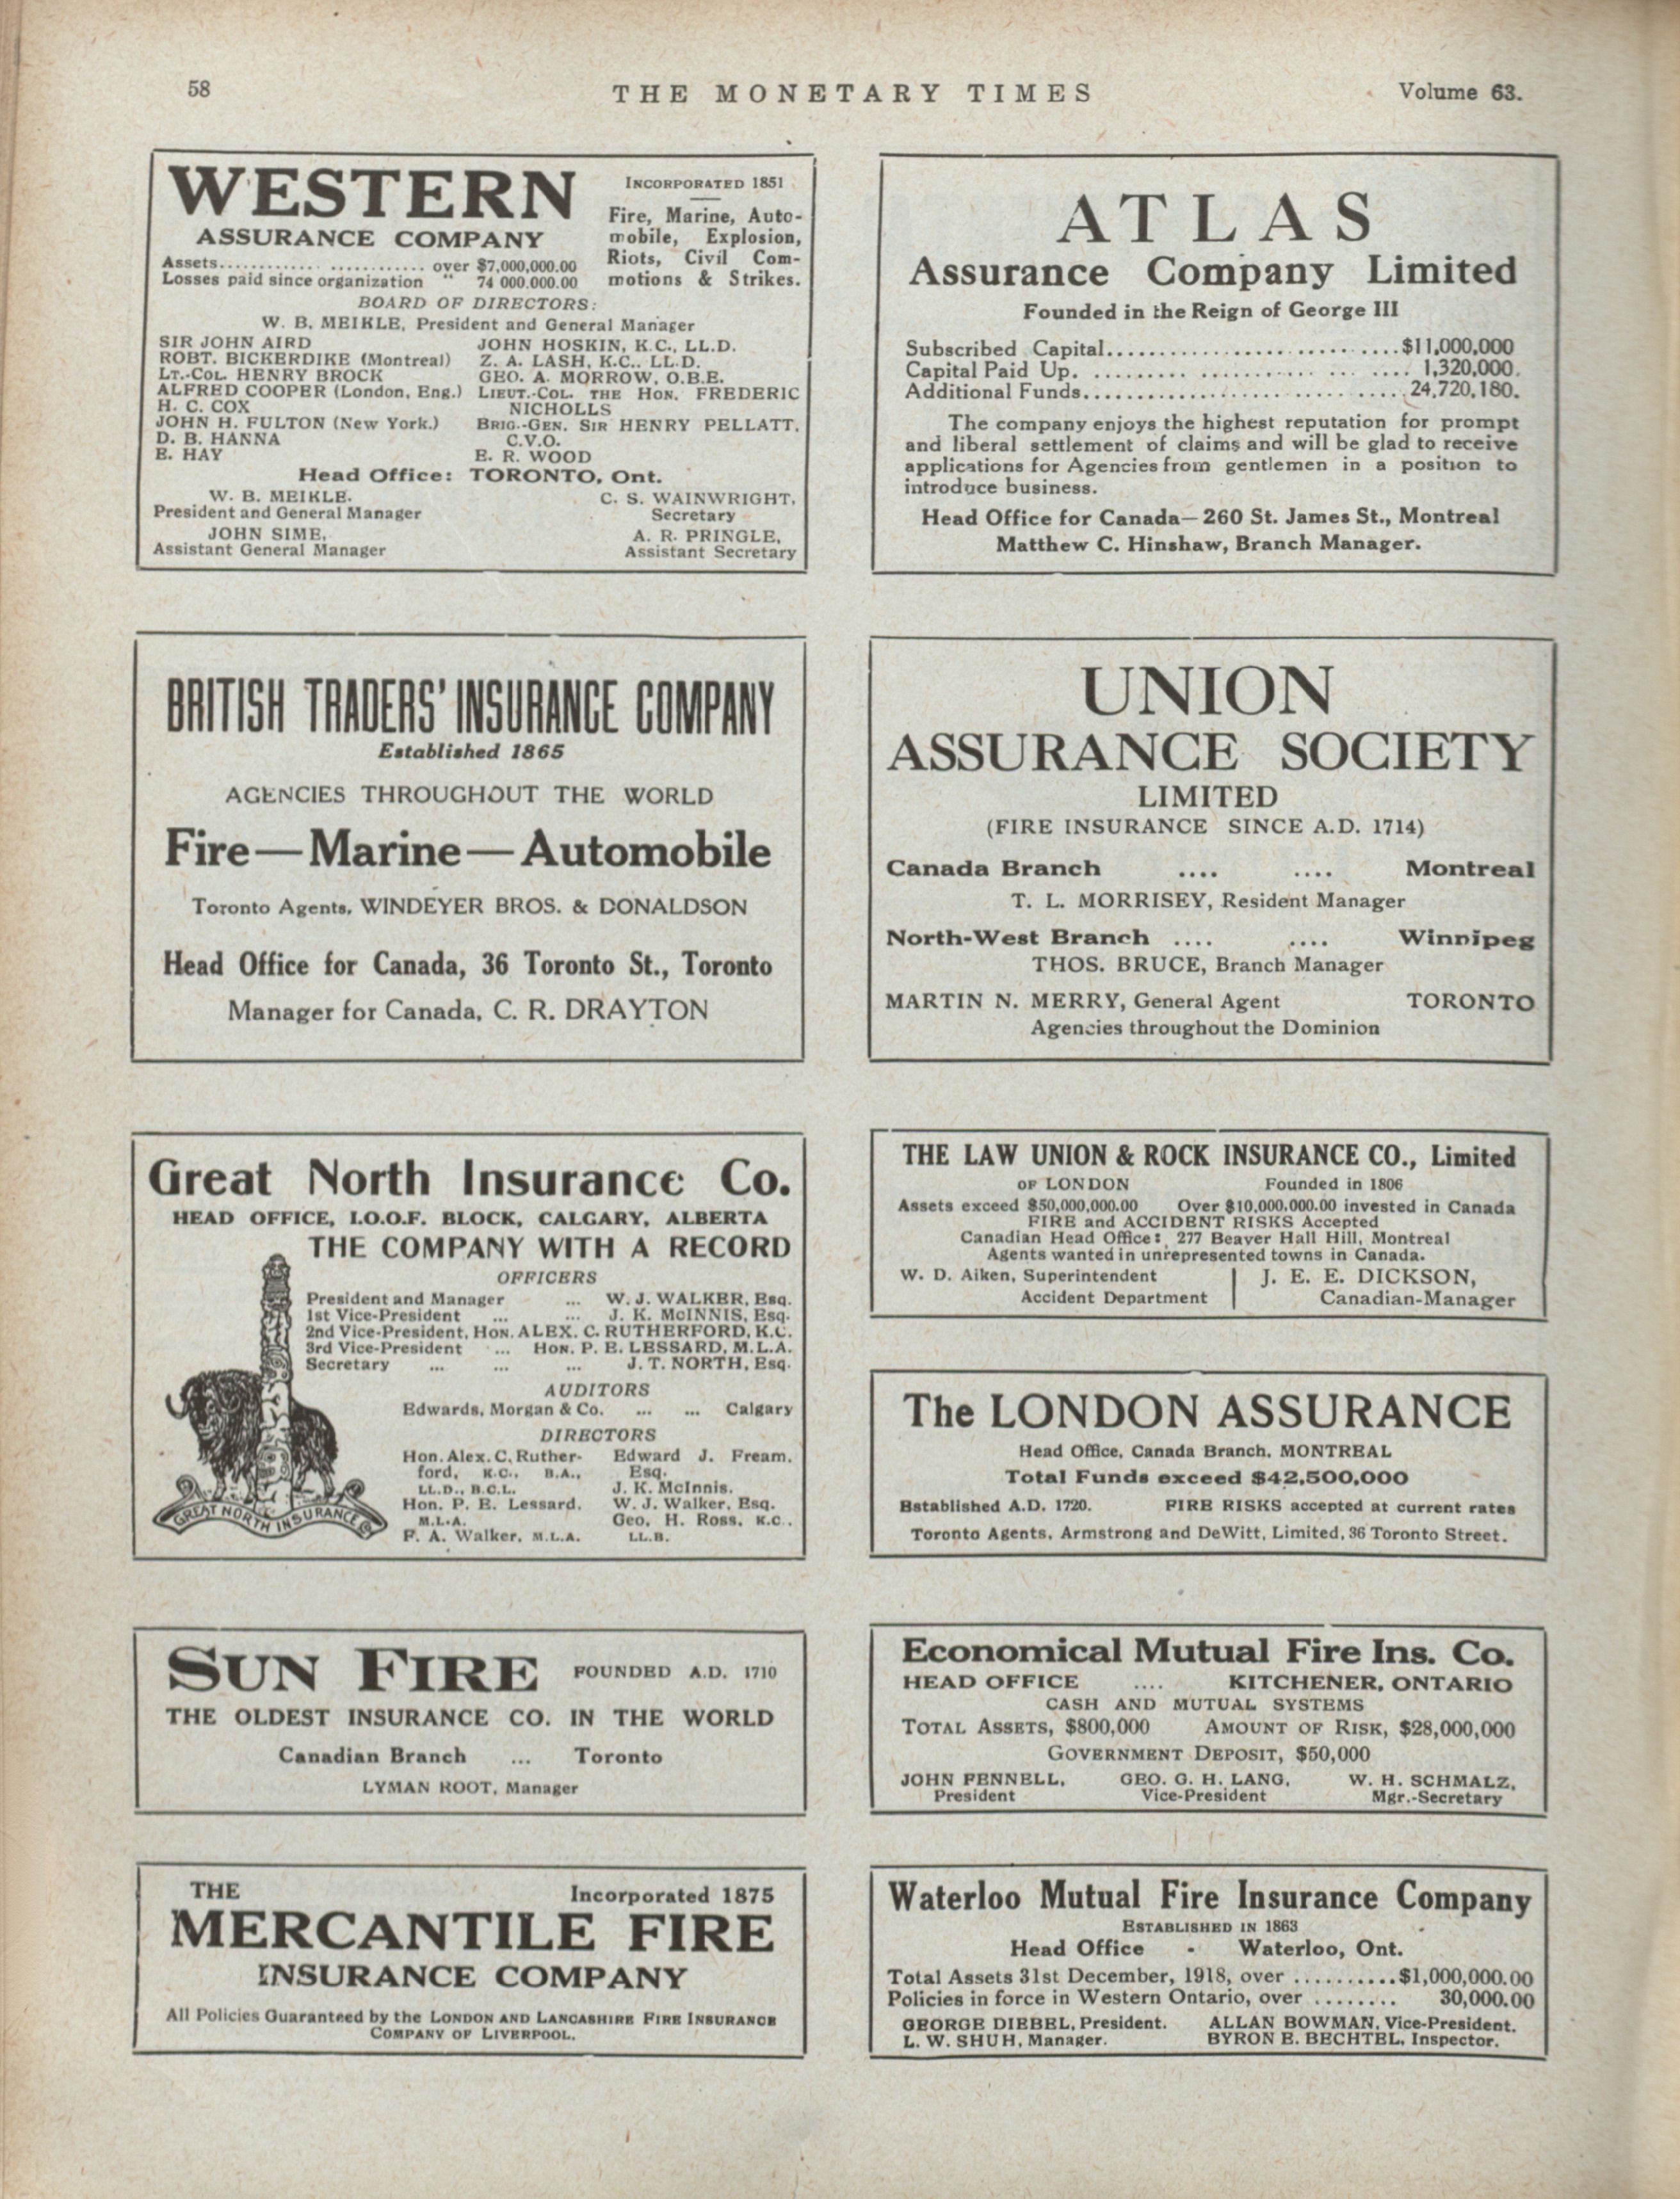 58
THE MONETARY TIMES
Volume 63.
WESTERN
ASSURANCE COMPANY
INCORPORATED 1851
Fire, Marine, Auto-
mobile, Explosion,
Riots, Civil Com-
motions & Strikes.
Assets........................ over $7,000,000.00
Losses paid since organization " 74 000.000.00
BOARD OF DIRECTORS:
W. B. MEIKLE, President and General Manager
SIR JOHN AIRD
ROBT. BICKERDIKE (Montreal)
LT.-COL. HENRY BROCK
ALFRED COOPER (London, Eng.)
H. C. COX
JOHN H. FULTON (New York.)
D. B. HANNA
E. HAY
JOHN HOSKIN, K.C., LL.D.
Z. A. LASH, K.C., LL.D.
GEO. A. MORROW, O.B.E.
LIEUT.-COL. THE HON. FREDERIC
NICHOLLS
BRIG.-GEN. SIR HENRY PELLATT,
C.V.O.
E. R. WOOD
Head Office: TORONTO, Ont.
W. B. MEIKLE.
President and General Manager
C. S. WAINWRIGHT,
Secretary
JOHN SIME,
Assistant General Manager
A. R. PRINGLE,
Assistant Secretary
ATLAS
Assurance Company Limited
Founded in the Reign of George III
Subscribed Capital..............................$11,000,000
Capital Paid Up. .............................. 1,320,000.
Additional Funds..............................24,720,180.
The company enjoys the highest reputation for prompt
and liberal settlement of claims and will be glad to receive
applications for Agencies from gentlemen in a position to
introduce business.
Head Office for Canada—260 St. James St., Montreal
Matthew C. Hinshaw, Branch Manager.
BRITISH TRADERS' INSURANCE COMPANY
Established 1865
AGENCIES THROUGHOUT THE WORLD
Fire—Marine—Automobile
Toronto Agents, WINDEYER BROS. & DONALDSON
Head Office for Canada, 36 Toronto St., Toronto
Manager for Canada, C. R. DRAYTON
UNION
ASSURANCE SOCIETY
LIMITED
(FIRE INSURANCE SINCE A.D. 1714)
Canada Branch .... .... Montreal
T. L. MORRISEY, Resident Manager
North-West Branch .... .... Winnipeg
THOS. BRUCE, Branch Manager
MARTIN N. MERRY, General Agent TORONTO
Agencies throughout the Dominion
Great North Insurance Co.
HEAD OFFICE, I.O.O.F. BLOCK, CALGARY, ALBERTA
THE COMPANY WITH A RECORD
OFFICERS
President and Manager ... W. J. WALKER, Esq.
1st Vice-President ... ... J. K. McINNIS, Esq.
2nd Vice-President, HON. ALEX. C. RUTHERFORD, K.C.
3rd Vice-President ... HON. P. E. LESSARD, M.L.A.
Secretary ... ... ... J. T. NORTH, Esq.
AUDITORS
Edwards, Morgan & Co. ... ... Calgary
DIRECTORS
Hon. Alex. C. Ruther-
ford, K.C., B.A.,
LL.D., B.C.L.
Hon. P. E. Lessard,
M.L.A.
F. A. Walker, M.L.A.
Edward J. Fream,
Esq.
J. K. McInnis.
W. J. Walker, Esq.
Geo. H. Ross, K.C.,
LL.B.
GREAT NORTH INSURANCE Co
THE LAW UNION & ROCK INSURANCE CO., Limited
OF LONDON Founded in 1806
Assets exceed $50,000,000.00 Over $10,000,000.00 invested in Canada
FIRE and ACCIDENT RISKS Accepted
Canadian Head Office: 277 Beaver Hall Hill, Montreal
Agents wanted in unrepresented towns in Canada.
W. D. Aiken, Superintendent
Accident Department
J. E. E. DICKSON,
Canadian-Manager
The LONDON ASSURANCE
Head Office, Canada Branch, MONTREAL
Total Funds exceed $42,500,000
Established A.D. 1720. FIRE RISKS accepted at current rates
Toronto Agents, Armstrong and DeWitt, Limited, 36 Toronto Street.
SUN FIRE FOUNDED A.D. 1710
THE OLDEST INSURANCE CO. IN THE WORLD
Canadian Branch ... Toronto
LYMAN ROOT, Manager
Economical Mutual Fire Ins. Co.
HEAD OFFICE .... KITCHENER, ONTARIO
CASH AND MUTUAL SYSTEMS
TOTAL ASSETS, $800,000 AMOUNT OF RISK, $28,000,000
GOVERNMENT DEPOSIT, $50,000
JOHN FENNELL, GEO. G. H. LANG, W. H. SCHMALZ,
President Vice-President Mgr.-Secretary
THE Incorporated 1875
MERCANTILE FIRE
INSURANCE COMPANY
All Policies Guaranteed by the LONDON AND LANCASHIRE FIRE INSURANCE
COMPANY OF LIVERPOOL.
Waterloo Mutual Fire Insurance Company
ESTABLISHED IN 1863
Head Office - Waterloo, Ont.
Total Assets 31st December, 1918, over ..........$1,000,000.00
Policies in force in Western Ontario, over ........ 30,000.00
GEORGE DIEBEL, President. ALLAN BOWMAN, Vice-President.
L. W. SHUH, Manager. BYRON E. BECHTEL, Inspector.